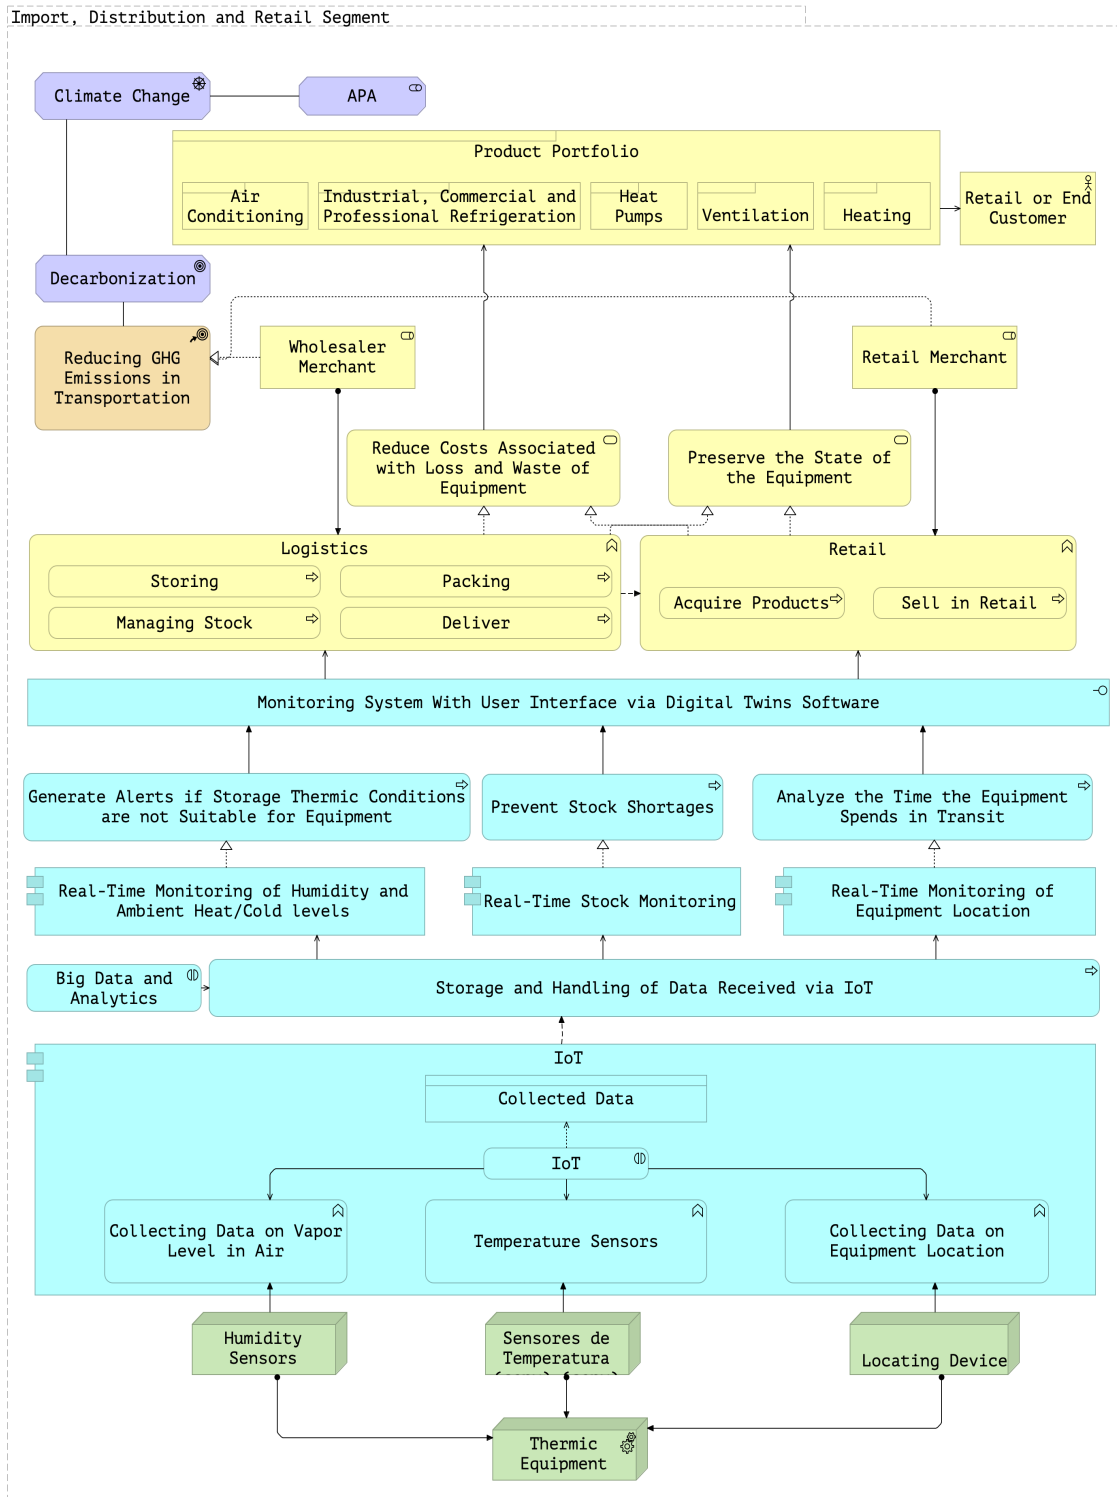 Import, Distribution and Retail Segment
Climate Change
APA
Product Portfolio
Air
Conditioning
Industrial, Commercial and
Professional Refrigeration
Heat
Pumps
Ventilation
Heating
Retail or End
Customer
Decarbonization
Reducing GHG
Emissions in
Transportation
Wholesaler
Merchant
Retail Merchant
Reduce Costs Associated
with Loss and Waste of
Equipment
Preserve the State of
the Equipment
Logistics
Storing
Packing
Managing Stock
Deliver
Retail
Acquire Products
Sell in Retail
Monitoring System With User Interface via Digital Twins Software
Generate Alerts if Storage Thermic Conditions
are not Suitable for Equipment
Prevent Stock Shortages
Analyze the Time the Equipment
Spends in Transit
Real-Time Monitoring of Humidity and
Ambient Heat/Cold levels
Real-Time Stock Monitoring
Real-Time Monitoring of
Equipment Location
Big Data and
Analytics
Storage and Handling of Data Received via IoT
IoT
Collected Data
IoT
Collecting Data on Vapor
Level in Air
Temperature Sensors
Collecting Data on
Equipment Location
Humidity
Sensors
Sensores de
Temperatura
Locating Device
Thermic
Equipment